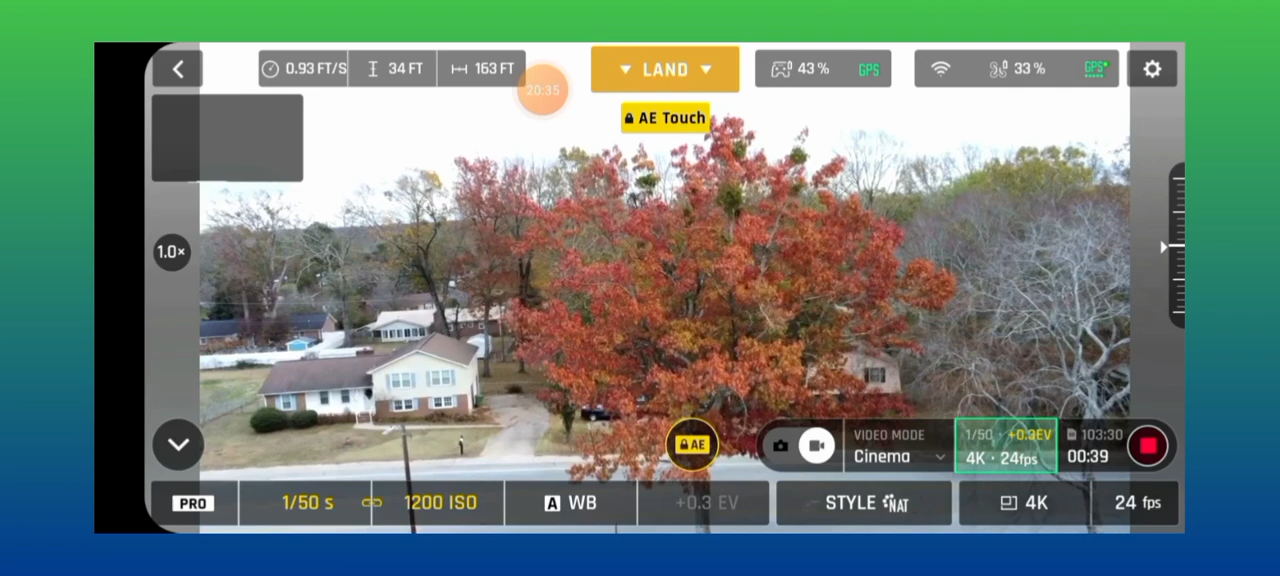 0.93 FT/S
34 FT
163 FT
20:35
LAND
43 %
GPS
33 %
GPS
AE Touch
1.0×
AE
VIDEO MODE
Cinema
1/50 · +0.3EV
4K · 24fps
103:30
00:39
PRO
1/50 s
1200 ISO
A WB
+0.3 EV
STYLE NAT
4K
24 fps